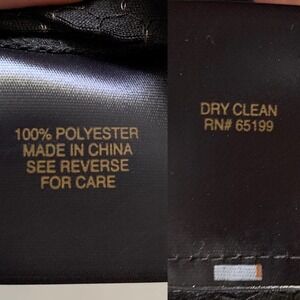 100% POLYESTER
MADE IN CHINA
SEE REVERSE
FOR CARE
DRY CLEAN
RN# 65199